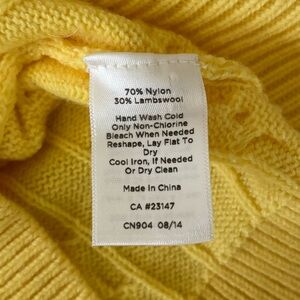 70% Nylon
30% Lambswool
Hand Wash Cold
Only Non-Chlorine
Bleach When Needed
Reshape, Lay Flat To
Dry
Cool Iron, If Needed
Or Dry Clean
Made in China
CA #23147
CN904 08/14